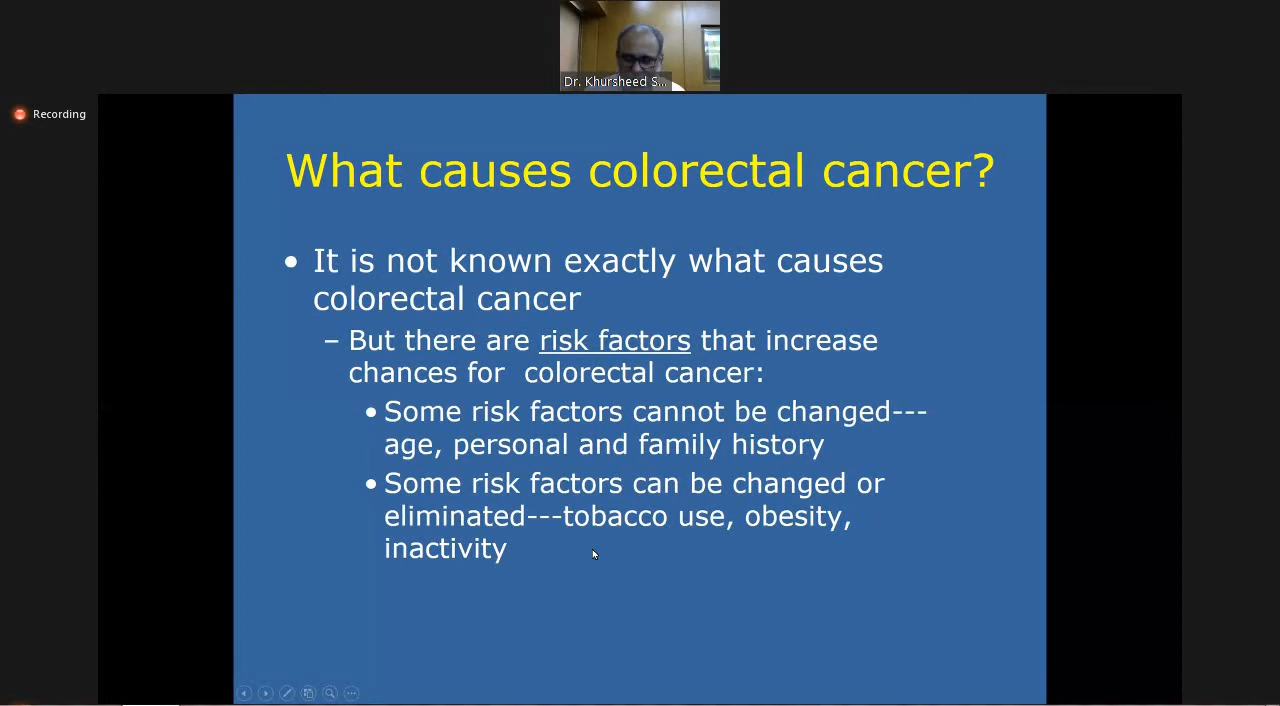 Dr. Khursheed S...
Recording
What causes colorectal cancer?
• It is not known exactly what causes
colorectal cancer
– But there are risk factors that increase
chances for  colorectal cancer:
• Some risk factors cannot be changed---
age, personal and family history
• Some risk factors can be changed or
eliminated---tobacco use, obesity,
inactivity